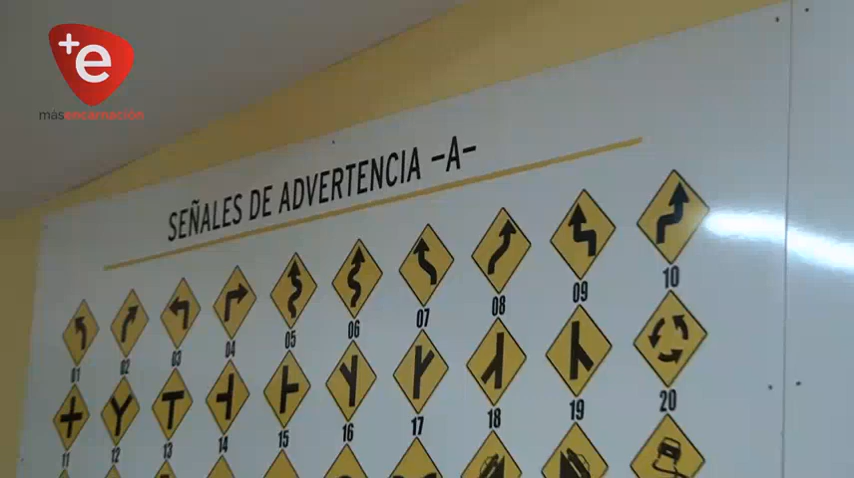 +e
másencarnación
SEÑALES DE ADVERTENCIA -A-
01 02 03 04 05 06 07 08 09 10
11 12 13 14 15 16 17 18 19 20